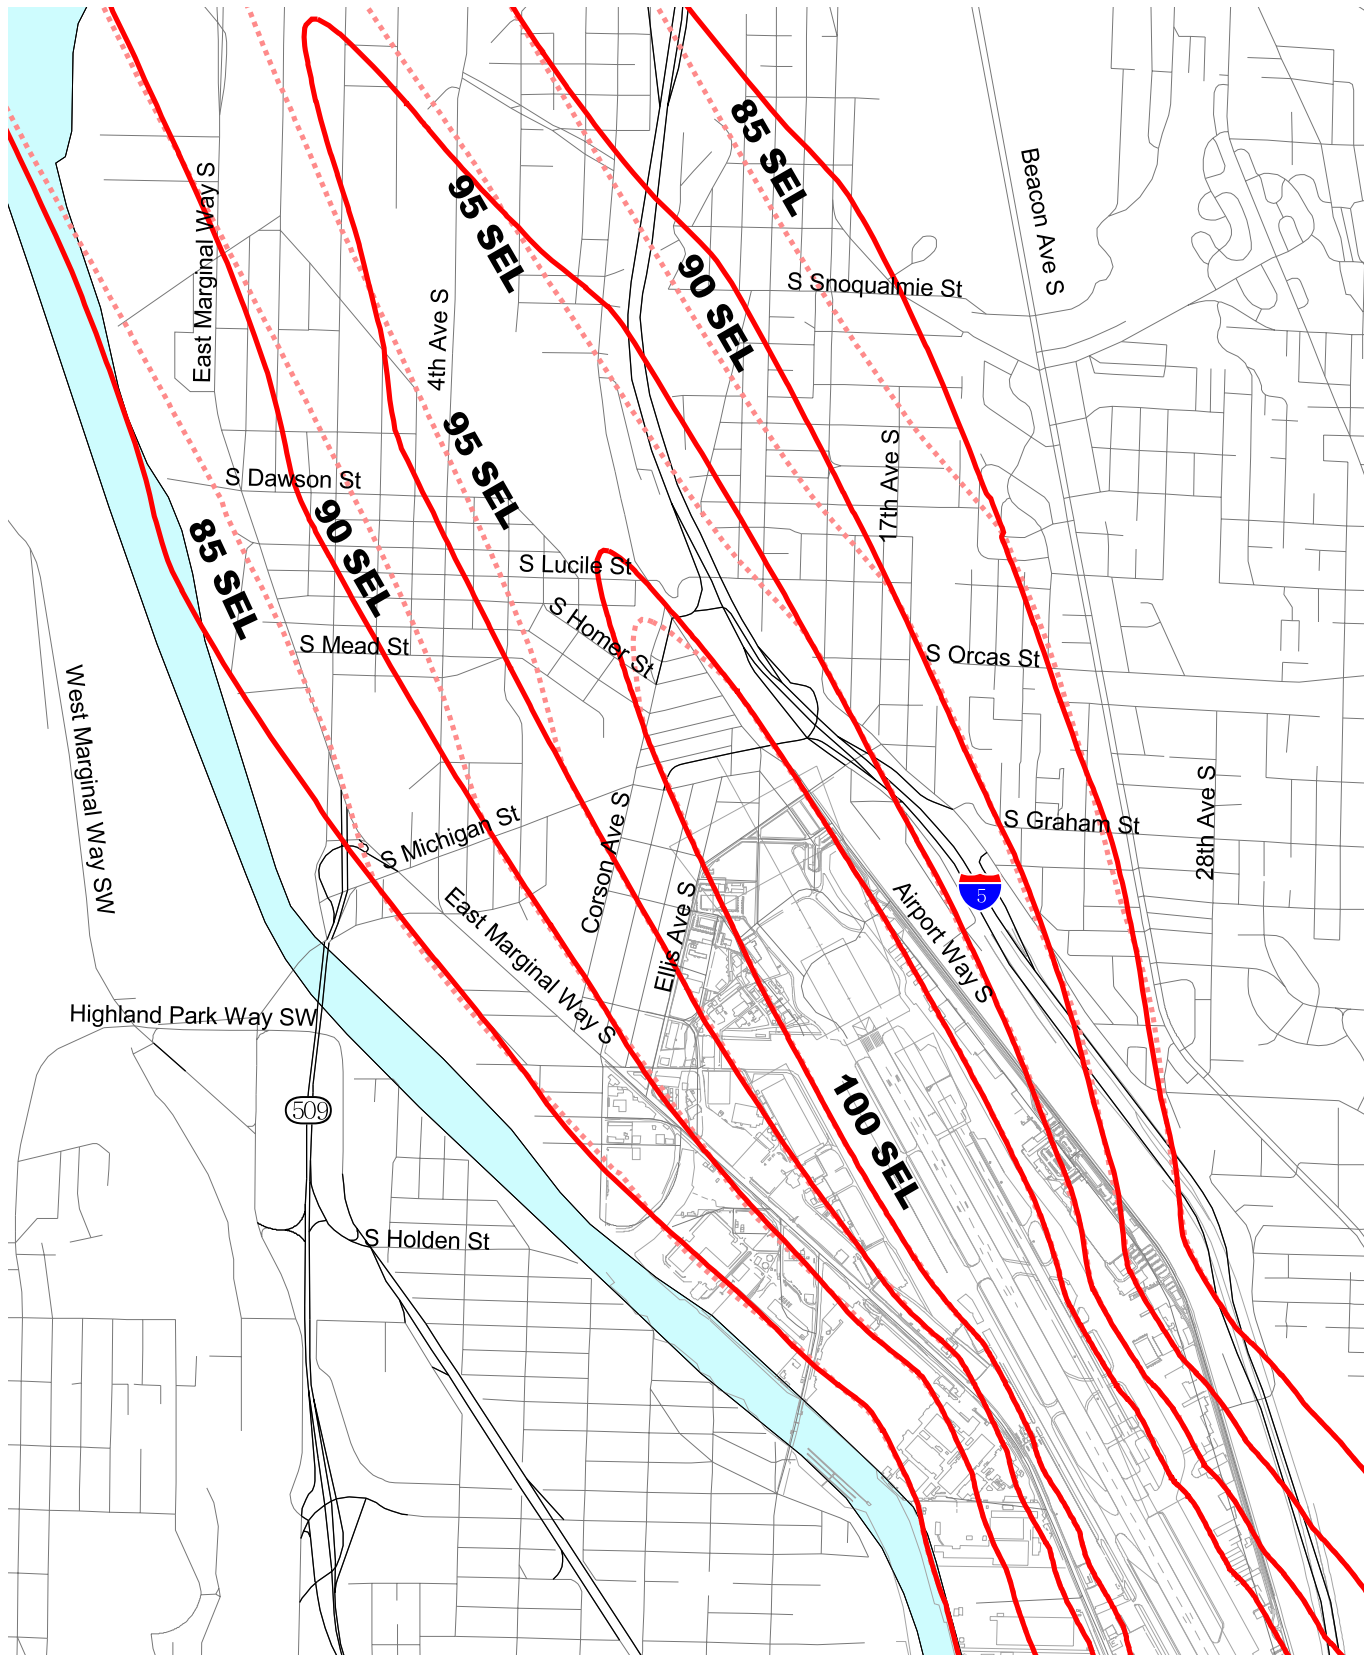 85 SEL
Beacon Ave S
East Marginal Way S
95 SEL
90 SEL
S Snoqualmie St
4th Ave S
95 SEL
17th Ave S
S Dawson St
90 SEL
85 SEL
S Lucile St
S Homer St
S Mead St
S Orcas St
West Marginal Way SW
28th Ave S
S Michigan St
Corson Ave S
S Graham St
Ellis Ave S
Airport Way S
5
East Marginal Way S
Highland Park Way SW
100 SEL
509
S Holden St